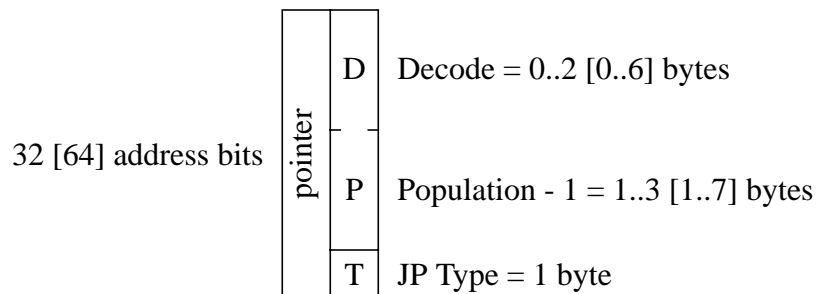 D Decode = 0..2 [0..6] bytes
32 [64] address bits pointer
P Population - 1 = 1..3 [1..7] bytes
T JP Type = 1 byte